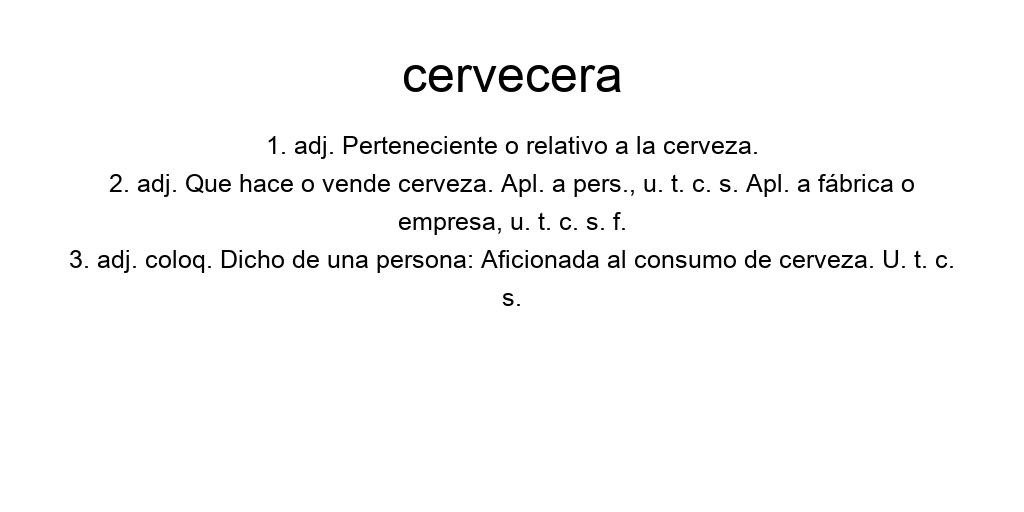 cervecera
1. adj. Perteneciente o relativo a la cerveza.
2. adj. Que hace o vende cerveza. Apl. a pers., u. t. c. s. Apl. a fábrica o
empresa, u. t. c. s. f.
3. adj. coloq. Dicho de una persona: Aficionada al consumo de cerveza. U. t. c.
s.